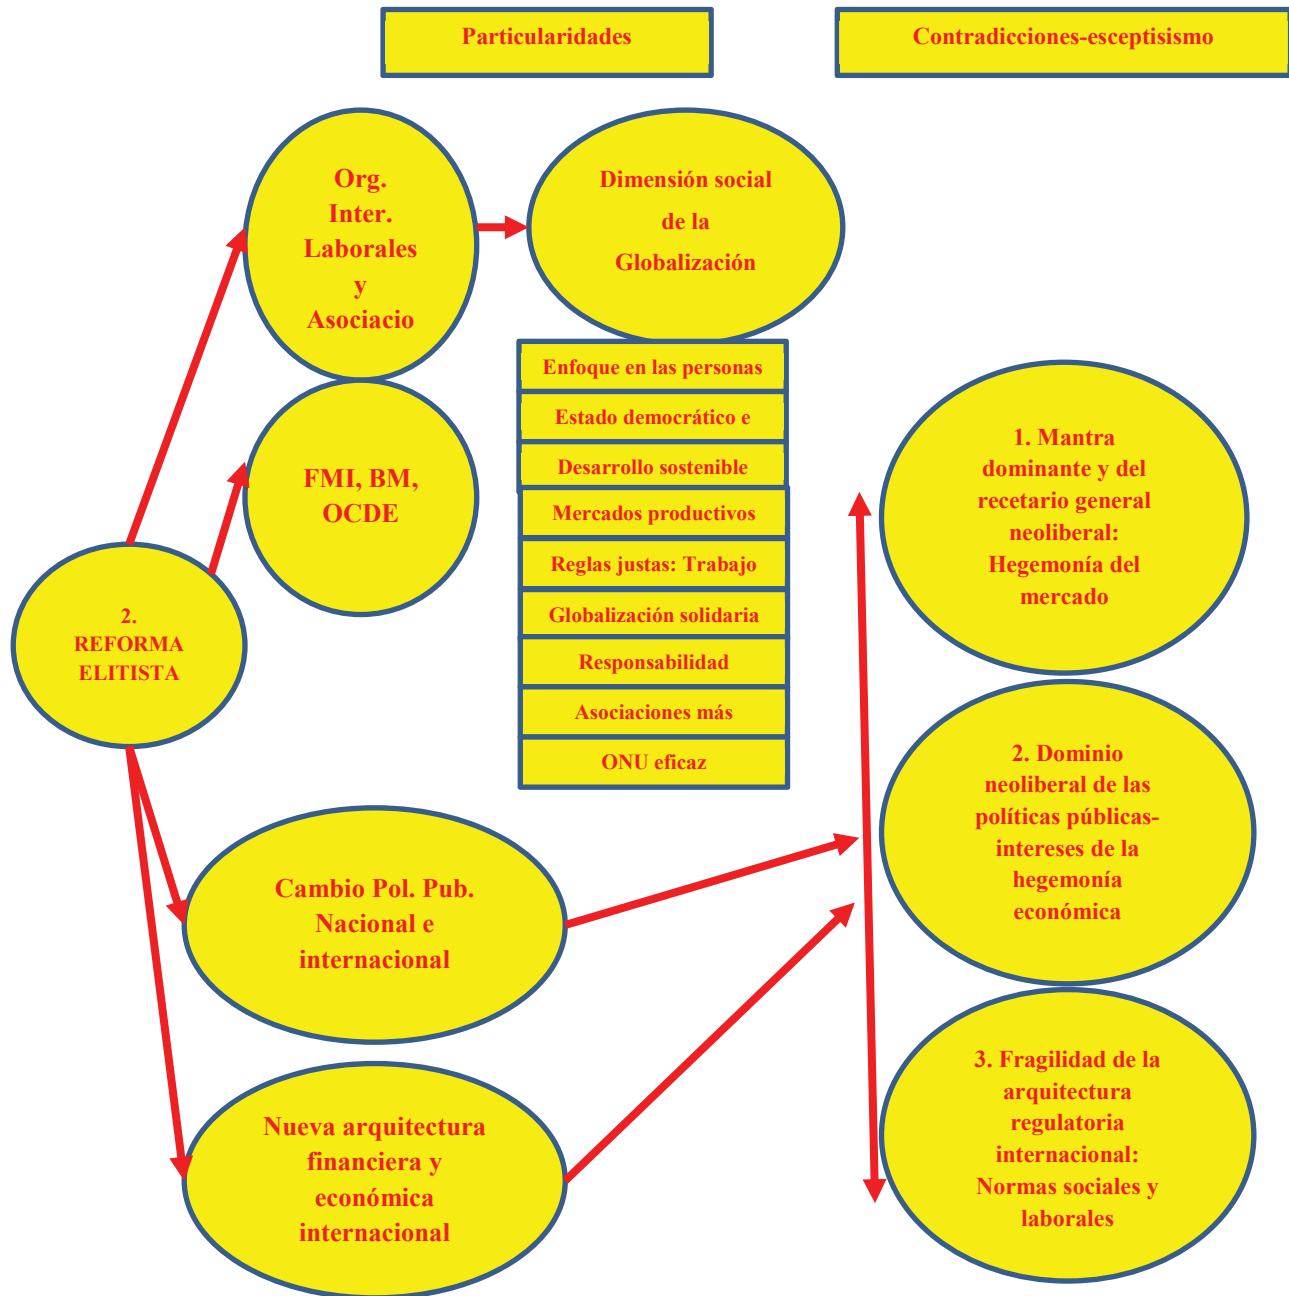 Particularidades
Contradicciones-esceptisismo
Org.
Inter.
Laborales
y
Asociacio
Dimensión social
de la
Globalización
FMI, BM,
OCDE
2.
REFORMA
ELITISTA
Enfoque en las personas
Estado democrático e
Desarrollo sostenible
Mercados productivos
Reglas justas: Trabajo
Globalización solidaria
Responsabilidad
Asociaciones más
ONU eficaz
Cambio Pol. Pub.
Nacional e
internacional
Nueva arquitectura
financiera y
económica
internacional
1. Mantra
dominante y del
recetario general
neoliberal:
Hegemonía del
mercado
2. Dominio
neoliberal de las
políticas públicas-
intereses de la
hegemonía
económica
3. Fragilidad de la
arquitectura
regulatoria
internacional:
Normas sociales y
laborales